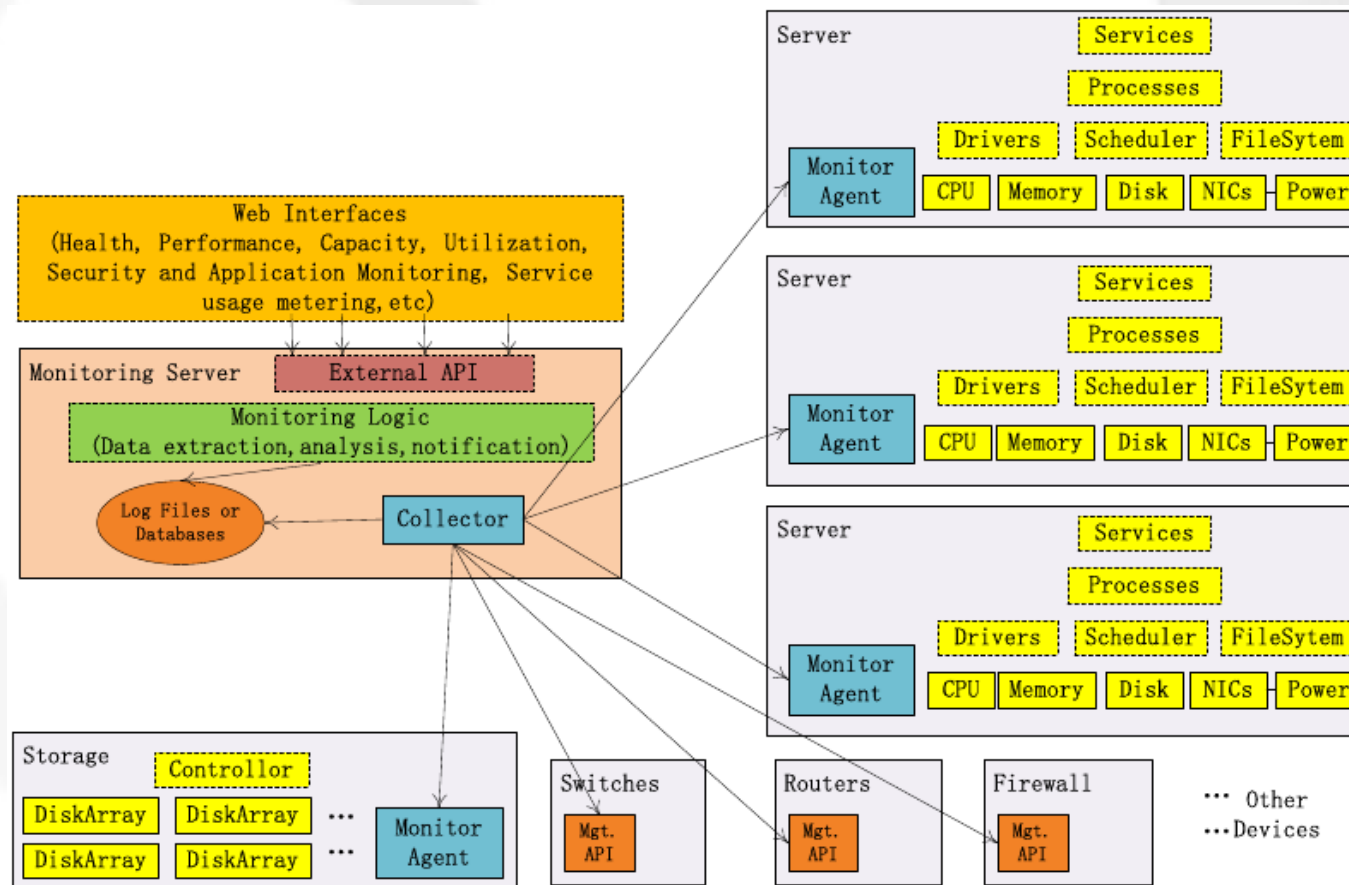 Web Interfaces
(Health, Performance, Capacity, Utilization,
Security and Application Monitoring, Service
usage metering,etc)
Monitoring Server
External API
Monitoring Logic
(Data extraction,analysis,notification)
Log Files or
Databases
Collector
Server
Services
Processes
Drivers
Scheduler
FileSytem
Monitor
Agent
CPU
Memory
Disk
NICs
Power
Server
Services
Processes
Drivers
Scheduler
FileSytem
Monitor
Agent
CPU
Memory
Disk
NICs
Power
Server
Services
Processes
Drivers
Scheduler
FileSytem
Monitor
Agent
CPU
Memory
Disk
NICs
Power
Storage
Controllor
DiskArray
DiskArray
...
DiskArray
DiskArray
...
Monitor
Agent
Switches
Mgt.
API
Routers
Mgt.
API
Firewall
Mgt.
API
... Other
...Devices